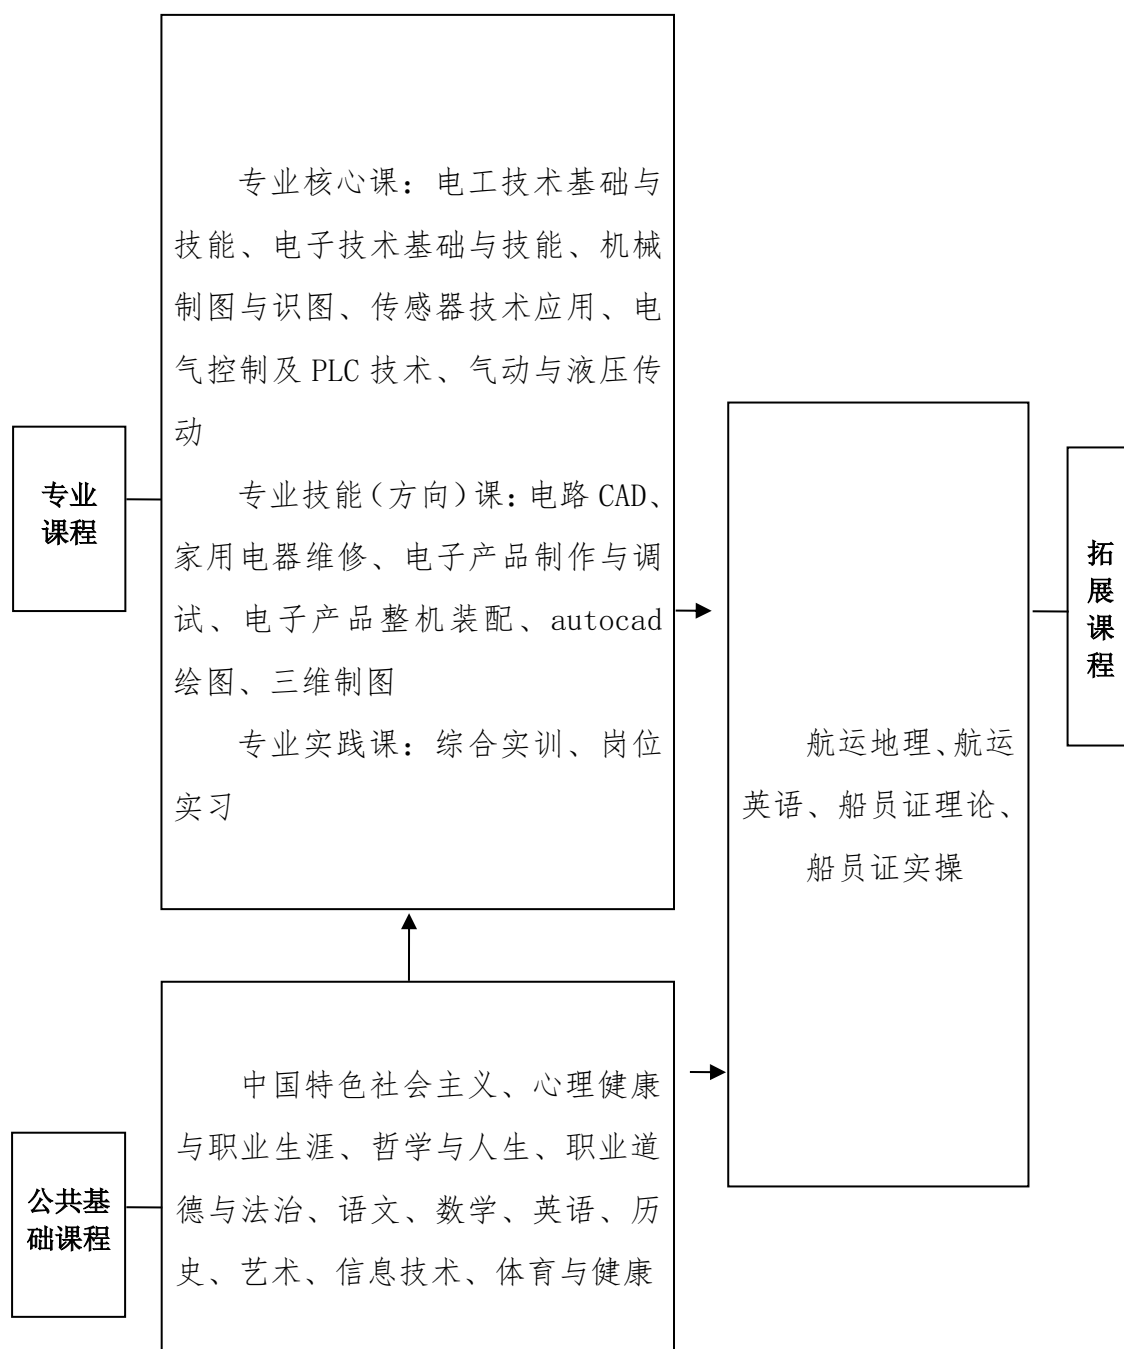 专业核心课：电工技术基础与
技能、电子技术基础与技能、机械
制图与识图、传感器技术应用、电
气控制及 PLC 技术、气动与液压传
动
专业技能（方向）课：电路 CAD、
家用电器维修、电子产品制作与调
试、电子产品整机装配、autocad
绘图、三维制图
专业实践课：综合实训、岗位
实习
专业
课程
航运地理、航运
英语、船员证理论、
船员证实操
拓
展
课
程
中国特色社会主义、心理健康
与职业生涯、哲学与人生、职业道
德与法治、语文、数学、英语、历
史、艺术、信息技术、体育与健康
公共基
础课程